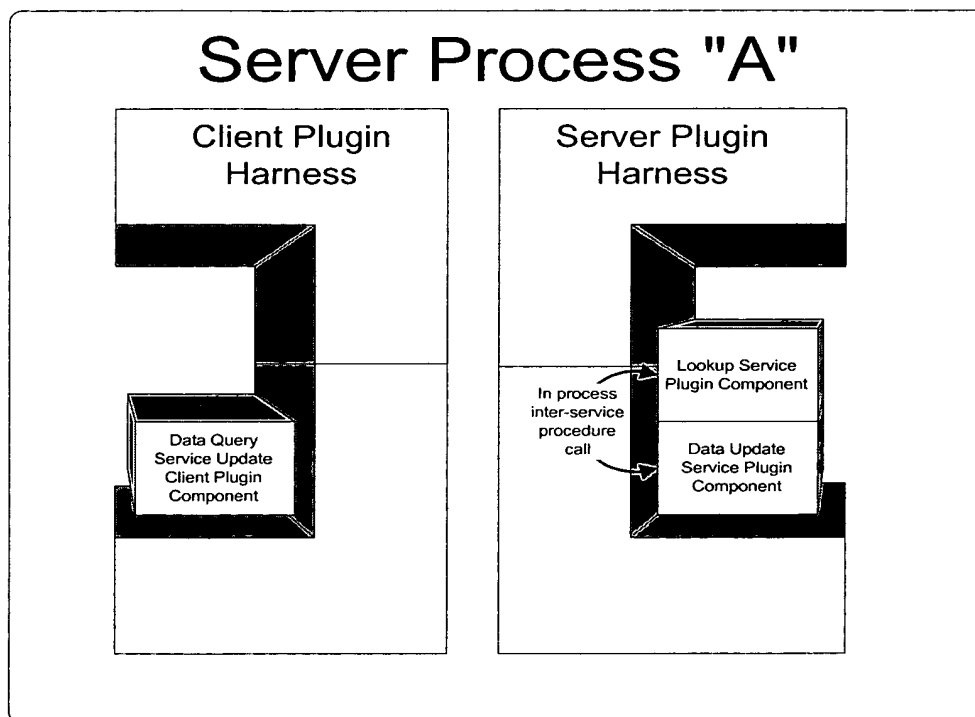 Server Process "A"
Client Plugin
Harness
Server Plugin
Harness
Data Query
Service Update
Client Plugin
Component
In process
inter-service
procedure
call
Lookup Service
Plugin Component
Data Update
Service Plugin
Component